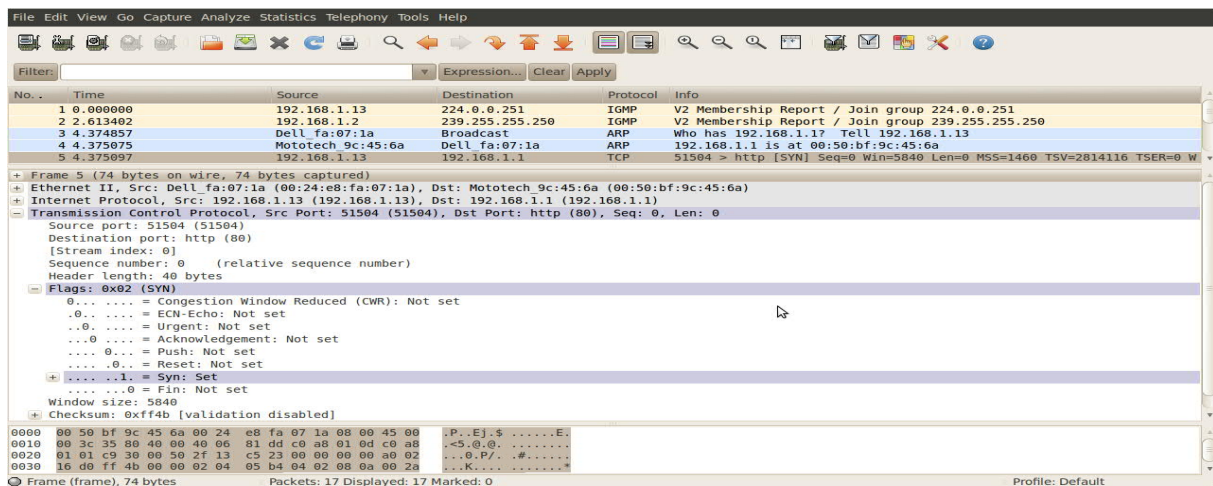 File Edit View Go Capture Analyze Statistics Telephony Tools Help
Filter: Expression... Clear Apply
No. . Time Source Destination Protocol Info
1 0.000000 192.168.1.13 224.0.0.251 IGMP V2 Membership Report / Join group 224.0.0.251
2 2.613402 192.168.1.2 239.255.255.250 IGMP V2 Membership Report / Join group 239.255.255.250
3 4.374857 Dell_fa:07:1a Broadcast ARP Who has 192.168.1.1? Tell 192.168.1.13
4 4.375075 Mototech_9c:45:6a Dell_fa:07:1a ARP 192.168.1.1 is at 00:50:bf:9c:45:6a
5 4.375097 192.168.1.13 192.168.1.1 TCP 51504 > http [SYN] Seq=0 Win=5840 Len=0 MSS=1460 TSV=2814116 TSER=0 W
Frame 5 (74 bytes on wire, 74 bytes captured)
Ethernet II, Src: Dell_fa:07:1a (00:24:e8:fa:07:1a), Dst: Mototech_9c:45:6a (00:50:bf:9c:45:6a)
Internet Protocol, Src: 192.168.1.13 (192.168.1.13), Dst: 192.168.1.1 (192.168.1.1)
Transmission Control Protocol, Src Port: 51504 (51504), Dst Port: http (80), Seq: 0, Len: 0
Source port: 51504 (51504)
Destination port: http (80)
[Stream index: 0]
Sequence number: 0 (relative sequence number)
Header length: 40 bytes
Flags: 0x02 (SYN)
0... .... = Congestion Window Reduced (CWR): Not set
.0.. .... = ECN-Echo: Not set
..0. .... = Urgent: Not set
...0 .... = Acknowledgement: Not set
.... 0... = Push: Not set
.... .0.. = Reset: Not set
.... ..1. = Syn: Set
.... ...0 = Fin: Not set
Window size: 5840
Checksum: 0xff4b [validation disabled]
0000 00 50 bf 9c 45 6a 00 24 e8 fa 07 1a 08 00 45 00 .P..Ej.$ ......E.
0010 00 3c 35 80 40 00 40 06 81 dd c0 a8 01 0d c0 a8 .<5.@.@. ........
0020 01 01 c9 30 00 50 2f 13 c5 23 00 00 00 00 a0 02 ...0.P/. .#......
0030 16 d0 ff 4b 00 00 02 04 05 b4 04 02 08 0a 00 2a ...K.... .......*
Frame (frame), 74 bytes Packets: 17 Displayed: 17 Marked: 0 Profile: Default